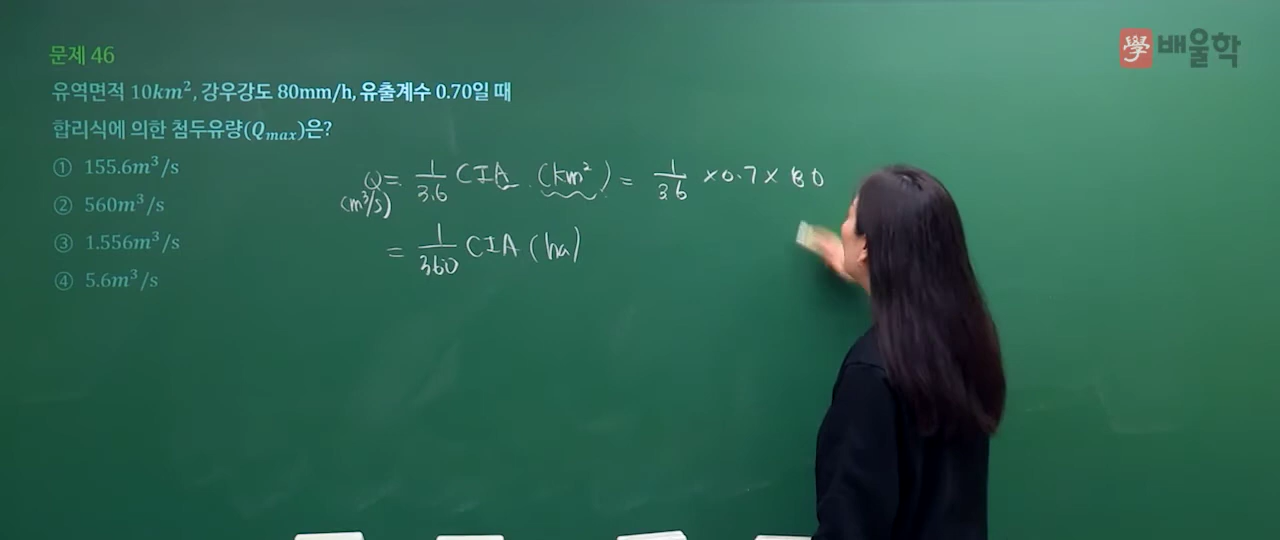 문제 46
유역면적 10km², 강우강도 80mm/h, 유출계수 0.70일 때
합리식에 의한 첨두유량(Qmax)은?
① 155.6m³/s
② 560m³/s
③ 1.556m³/s
④ 5.6m³/s
Q = 1/3.6 CIA (km²) = 1/3.6 × 0.7 × 80
(m³/s)
= 1/360 CIA (ha)
學 배울학